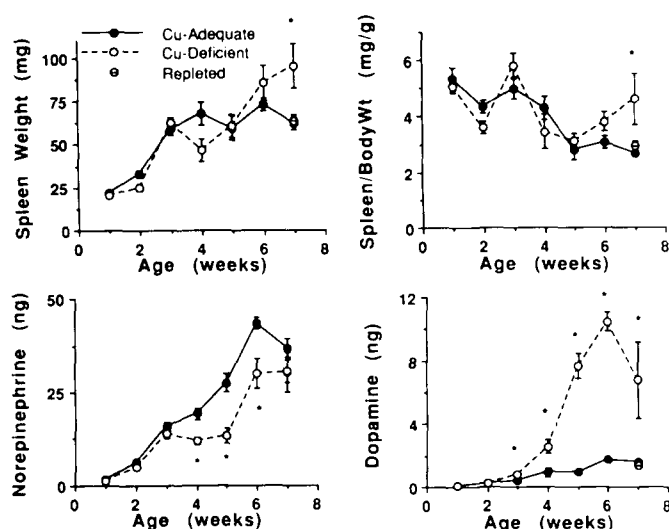 Cu-Adequate
Cu-Deficient
Repleted
Spleen Weight (mg)
100
75
50
25
0
0 2 4 6 8
Age (weeks)
*
Spleen/BodyWt (mg/g)
6
4
2
0
0 2 4 6 8
Age (weeks)
*
Norepinephrine (ng)
50
25
0
0 2 4 6 8
Age (weeks)
* * *
Dopamine (ng)
12
8
4
0
0 2 4 6 8
Age (weeks)
* * * * *